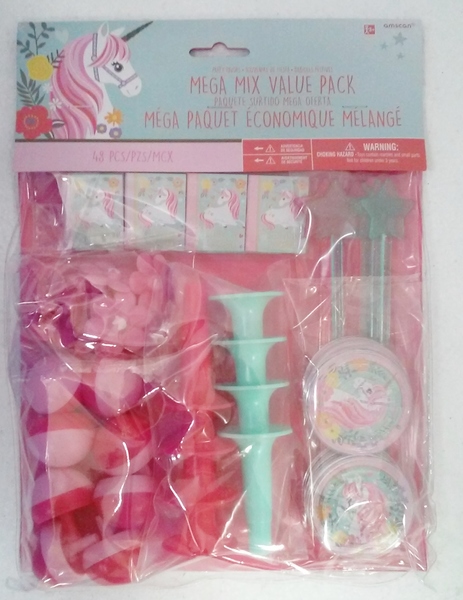 amscan
MEGA MIX VALUE PACK
PAQUETE SURTIDO MEGA OFERTA
MÉGA PAQUET ÉCONOMIQUE MELANGÉ
48 PCS/PZS/MCX
WARNING:
CHOKING HAZARD